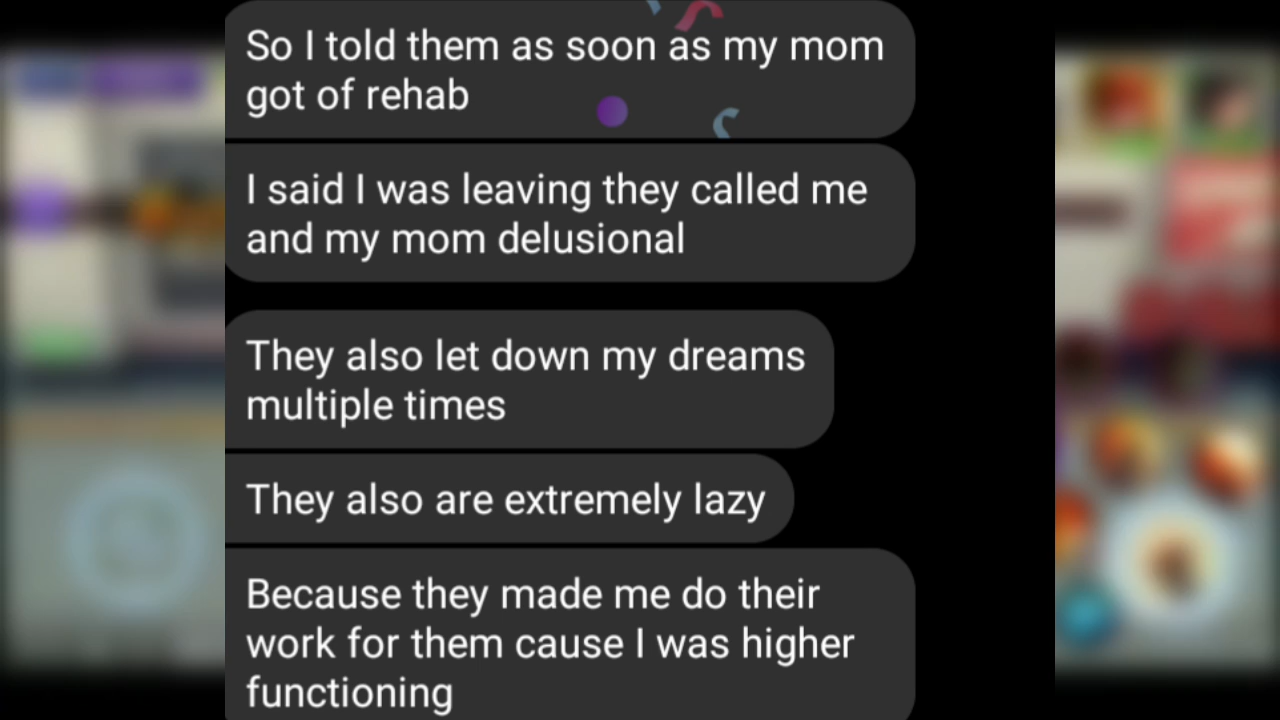 So I told them as soon as my mom
got of rehab
I said I was leaving they called me
and my mom delusional
They also let down my dreams
multiple times
They also are extremely lazy
Because they made me do their
work for them cause I was higher
functioning